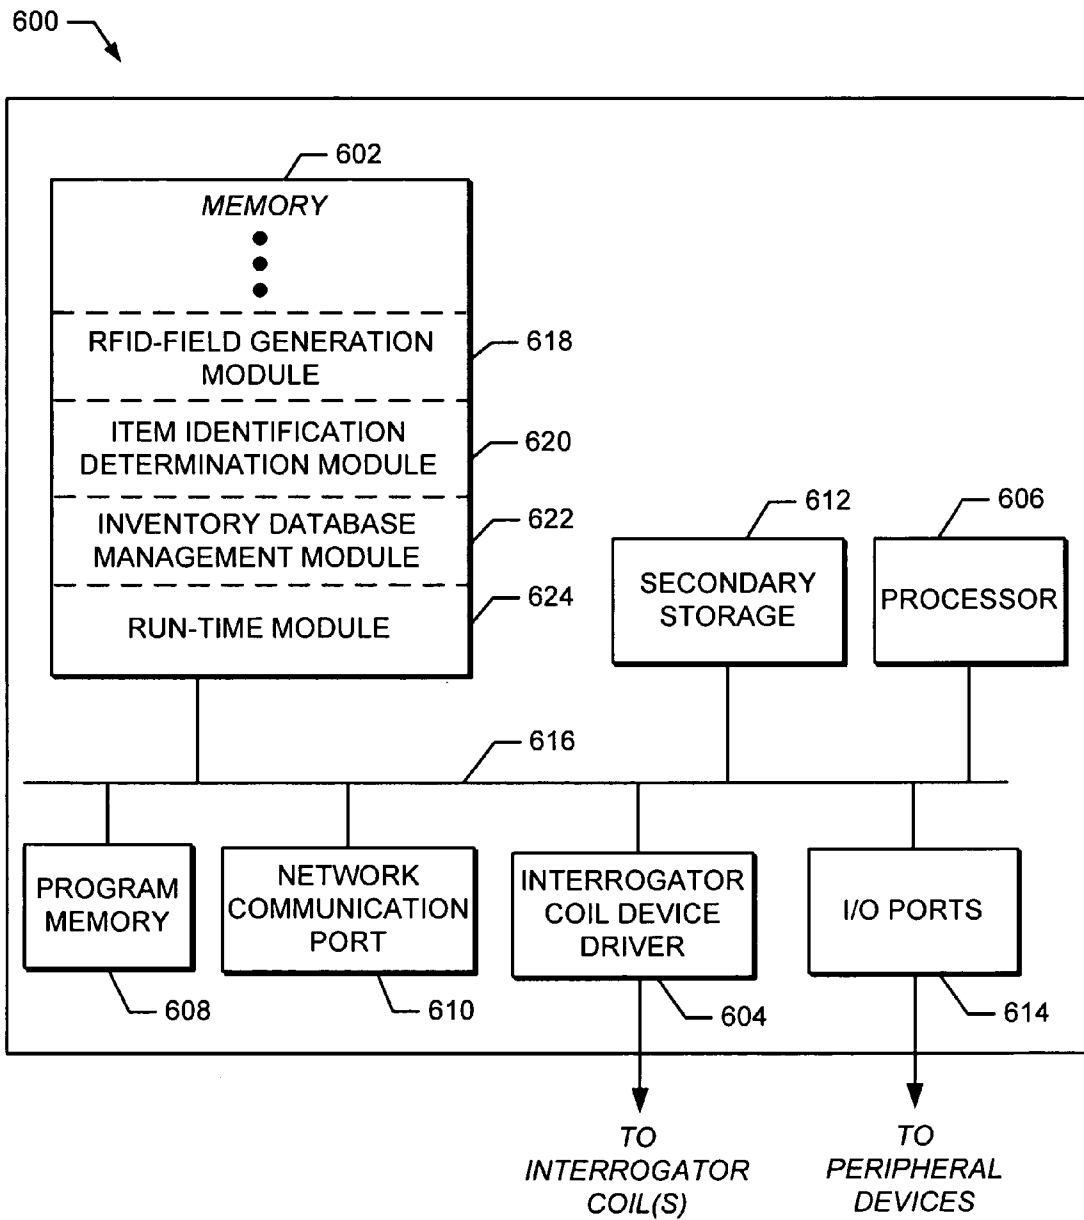 600
602
MEMORY
RFID-FIELD GENERATION
MODULE
618
ITEM IDENTIFICATION
DETERMINATION MODULE
620
INVENTORY DATABASE
MANAGEMENT MODULE
622
RUN-TIME MODULE
624
612
SECONDARY
STORAGE
606
PROCESSOR
616
PROGRAM
MEMORY
608
NETWORK
COMMUNICATION
PORT
610
INTERROGATOR
COIL DEVICE
DRIVER
604
I/O PORTS
614
TO
INTERROGATOR
COIL(S)
TO
PERIPHERAL
DEVICES